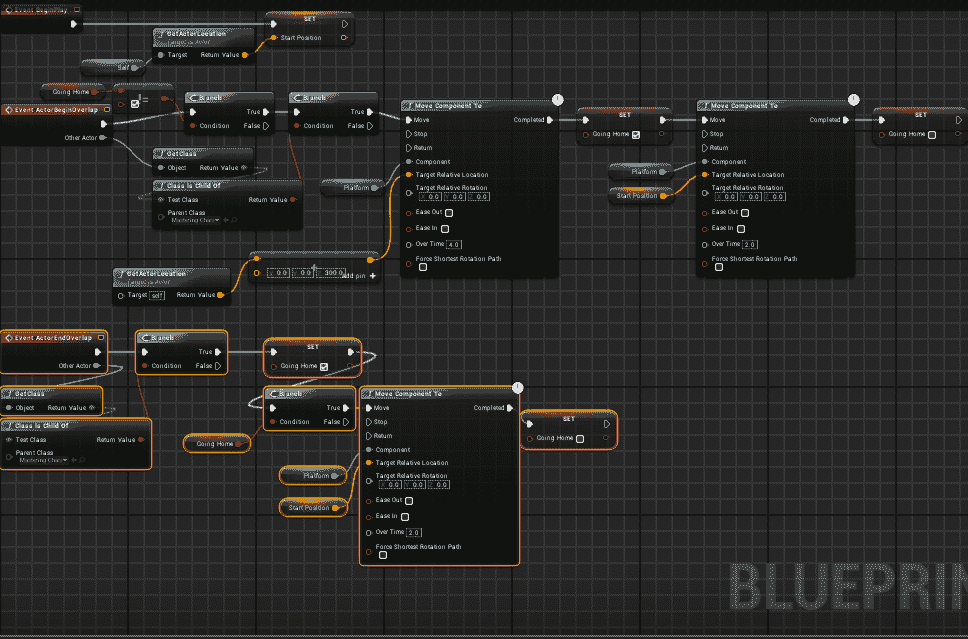 Event BeginPlay
SET
GetActorLocation
Target is Actor
Start Position
Target
Return Value
Self
Going Home
!=
Event ActorBeginOverlap
Other Actor
Branch
True
Condition
False
Branch
True
Condition
False
GetClass
Object
Return Value
Class Is Child Of
Test Class
Return Value
Parent Class
Platform
Move Component To
Move
Completed
Stop
Return
Component
Target Relative Location
Target Relative Rotation
X 0.0 Y 0.0 Z 0.0
Ease Out
Ease In
Over Time 4.0
Force Shortest Rotation Path
SET
Going Home
Platform
Start Position
Move Component To
Move
Completed
Stop
Return
Component
Target Relative Location
Target Relative Rotation
X 0.0 Y 0.0 Z 0.0
Ease Out
Ease In
Over Time 2.0
Force Shortest Rotation Path
SET
Going Home
+
X 0.0 Y 0.0 300.0
Add pin +
GetActorLocation
Target is Actor
Target self
Return Value
Event ActorEndOverlap
Other Actor
Branch
True
Condition
False
SET
Going Home
GetClass
Object
Return Value
Class Is Child Of
Test Class
Return Value
Parent Class
Going Home
Branch
True
Condition
False
Platform
Start Position
Move Component To
Move
Completed
Stop
Return
Component
Target Relative Location
Target Relative Rotation
X 0.0 Y 0.0 Z 0.0
Ease Out
Ease In
Over Time 2.0
Force Shortest Rotation Path
SET
Going Home
BLUEPRIN